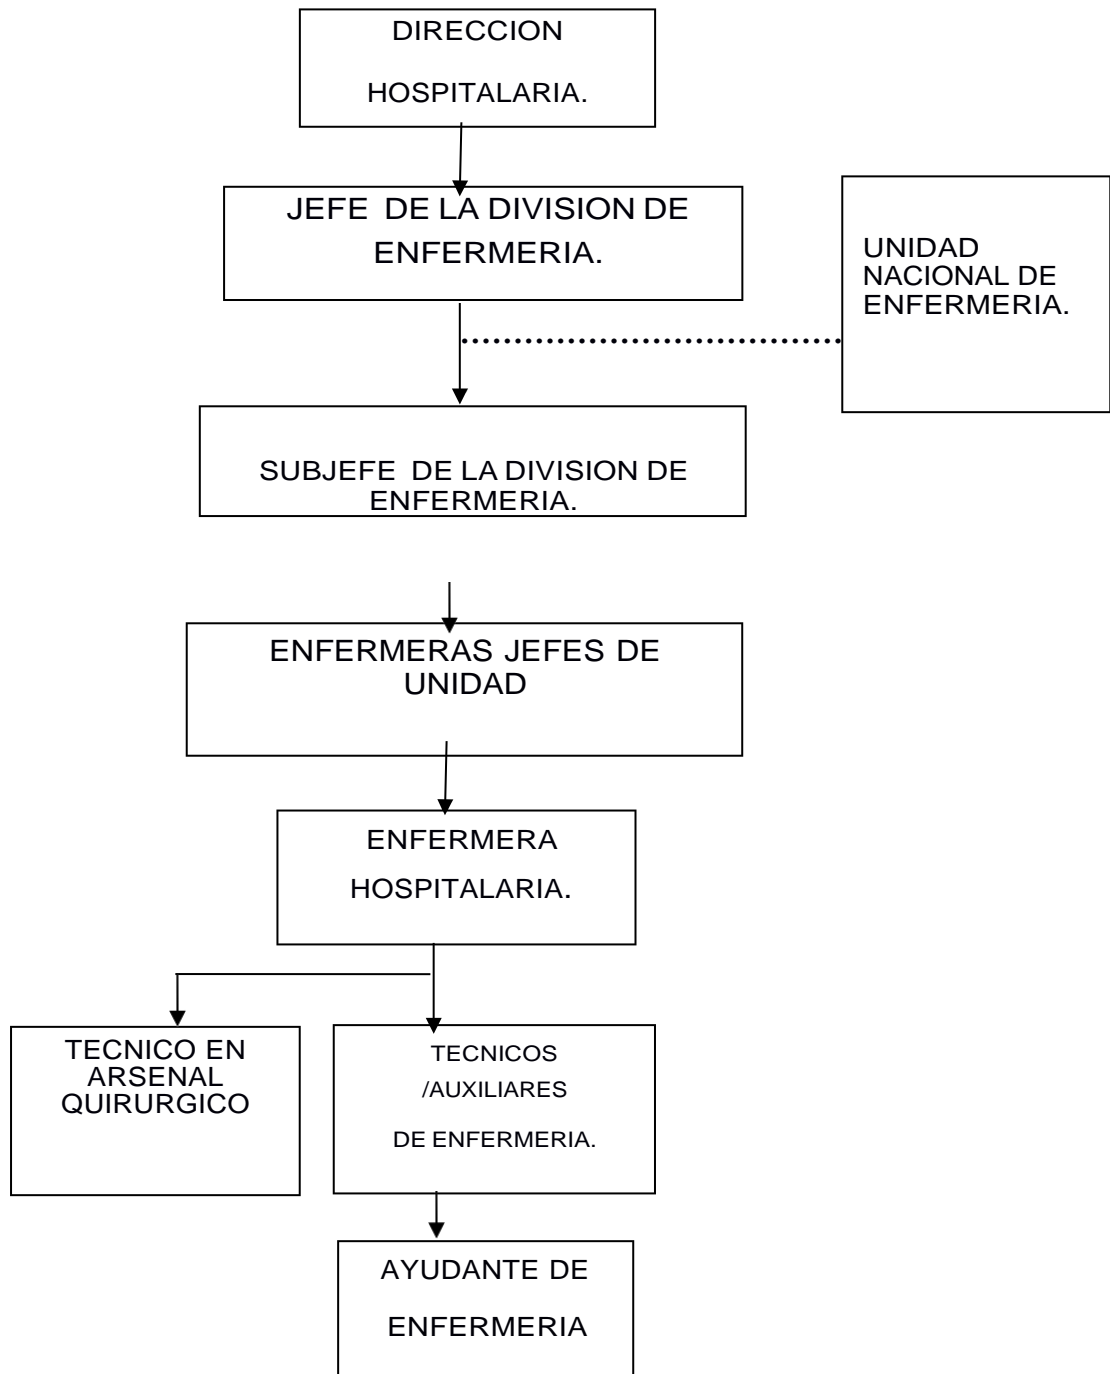 DIRECCION
HOSPITALARIA.
JEFE DE LA DIVISION DE
ENFERMERIA.
UNIDAD
NACIONAL DE
ENFERMERIA.
SUBJEFE DE LA DIVISION DE
ENFERMERIA.
ENFERMERAS JEFES DE
UNIDAD
ENFERMERA
HOSPITALARIA.
TECNICO EN
ARSENAL
QUIRURGICO
TECNICOS
/AUXILIARES
DE ENFERMERIA.
AYUDANTE DE
ENFERMERIA